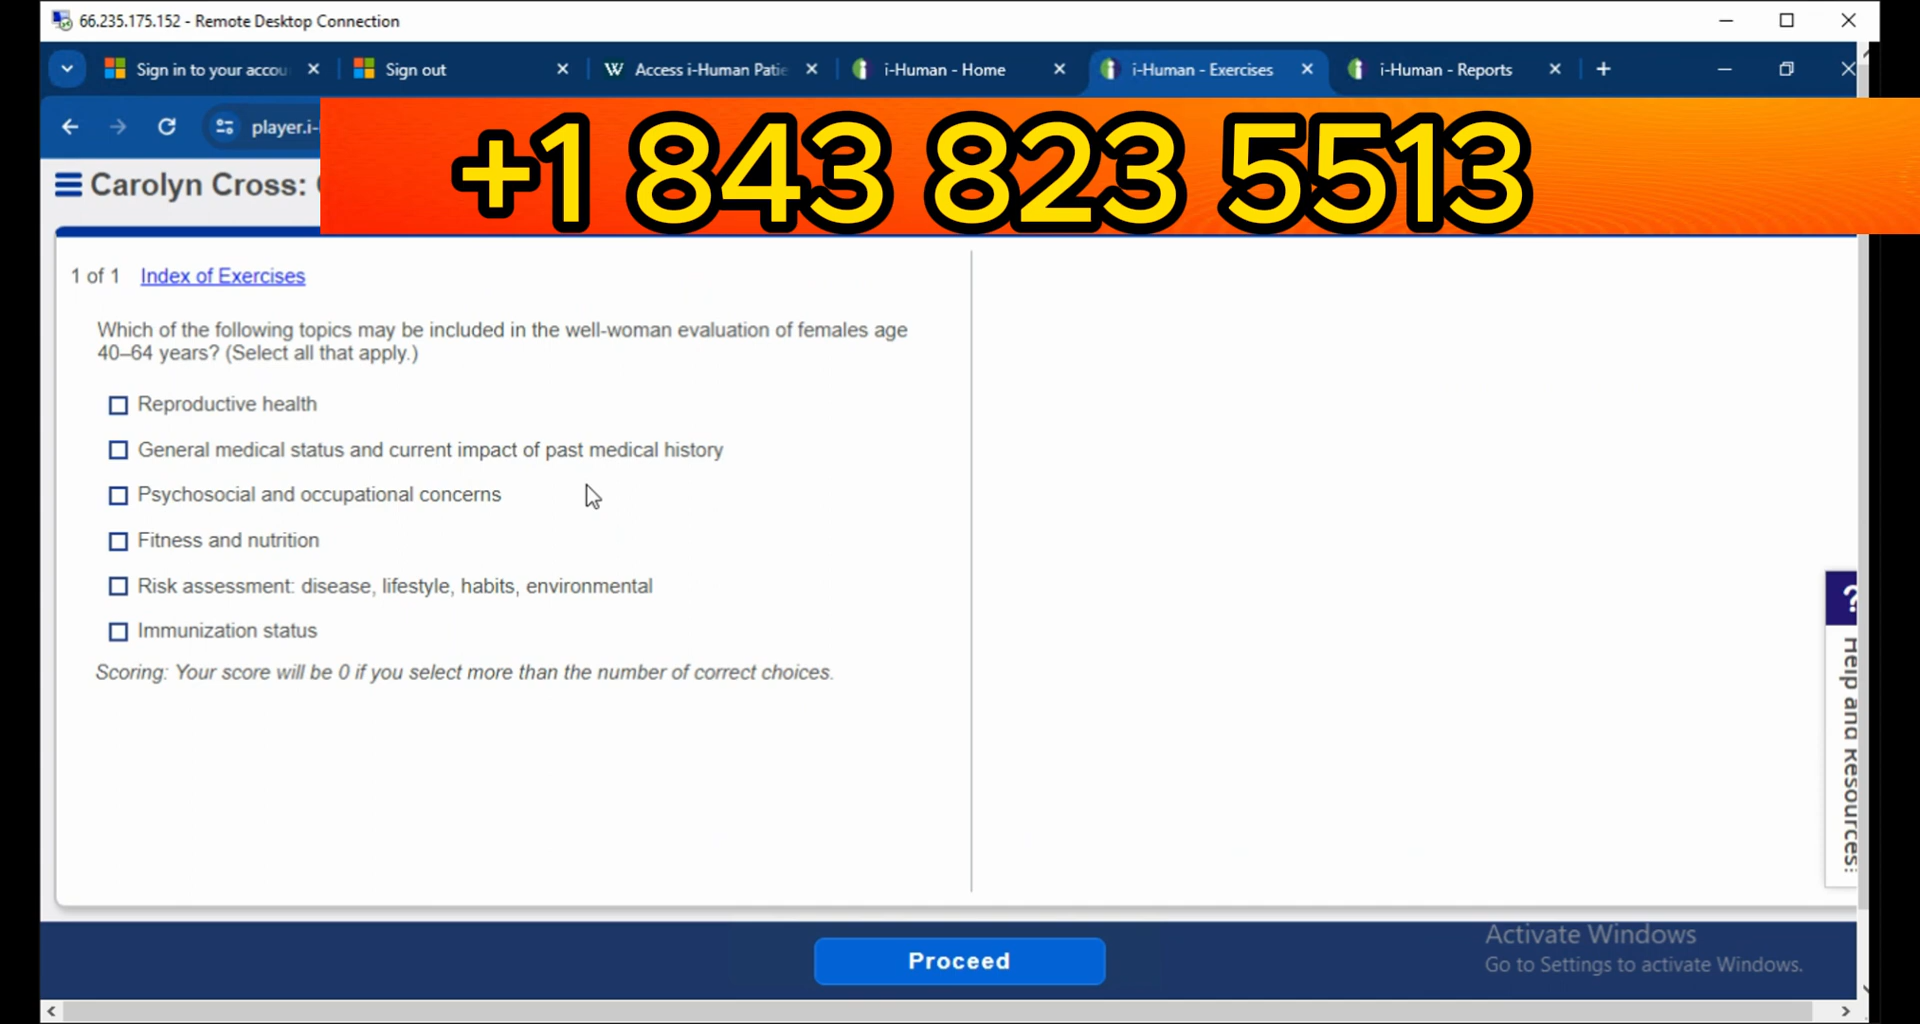 66.235.175.152 - Remote Desktop Connection
Sign in to your accou
Sign out
Access i-Human Patie
i-Human - Home
i-Human - Exercises
i-Human - Reports
player.i-
+1 843 823 5513
Carolyn Cross:
1 of 1 Index of Exercises
Which of the following topics may be included in the well-woman evaluation of females age
40–64 years? (Select all that apply.)
Reproductive health
General medical status and current impact of past medical history
Psychosocial and occupational concerns
Fitness and nutrition
Risk assessment: disease, lifestyle, habits, environmental
Immunization status
Scoring: Your score will be 0 if you select more than the number of correct choices.
? Help and Resources
Proceed
Activate Windows
Go to Settings to activate Windows.